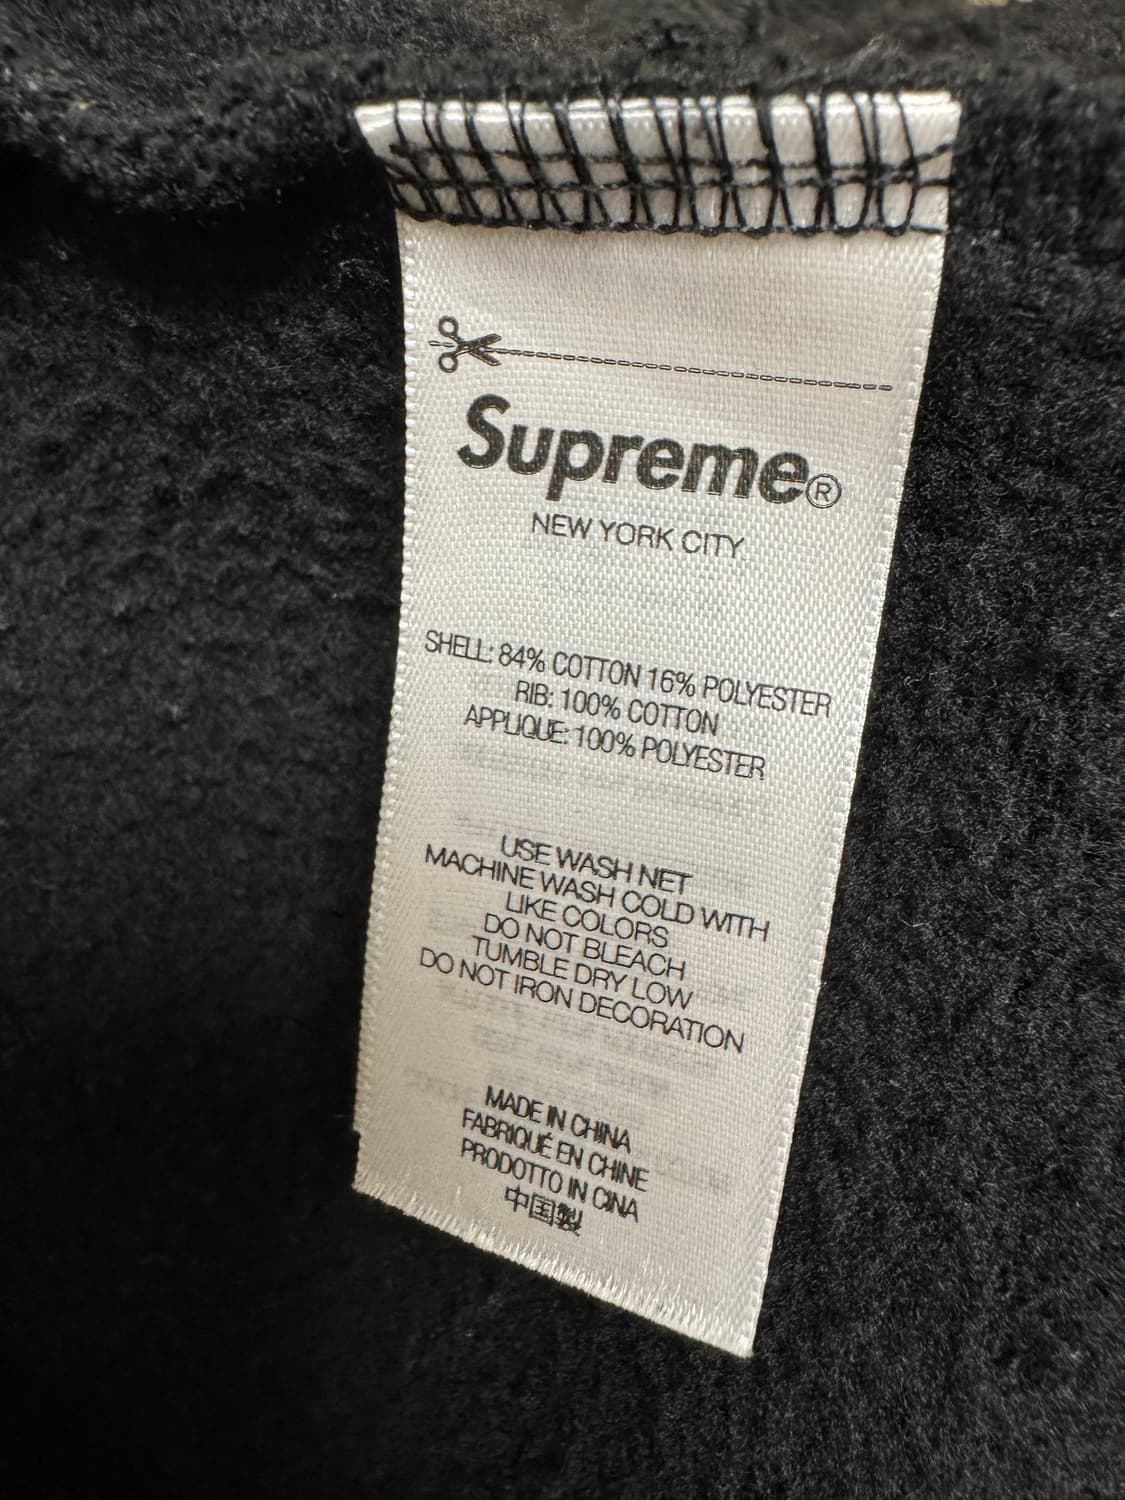 Supreme®
NEW YORK CITY
SHELL: 84% COTTON 16% POLYESTER
RIB: 100% COTTON
APPLIQUE: 100% POLYESTER
USE WASH NET
MACHINE WASH COLD WITH
LIKE COLORS
DO NOT BLEACH
TUMBLE DRY LOW
DO NOT IRON DECORATION
MADE IN CHINA
FABRIQUÉ EN CHINE
PRODOTTO IN CINA
中国製